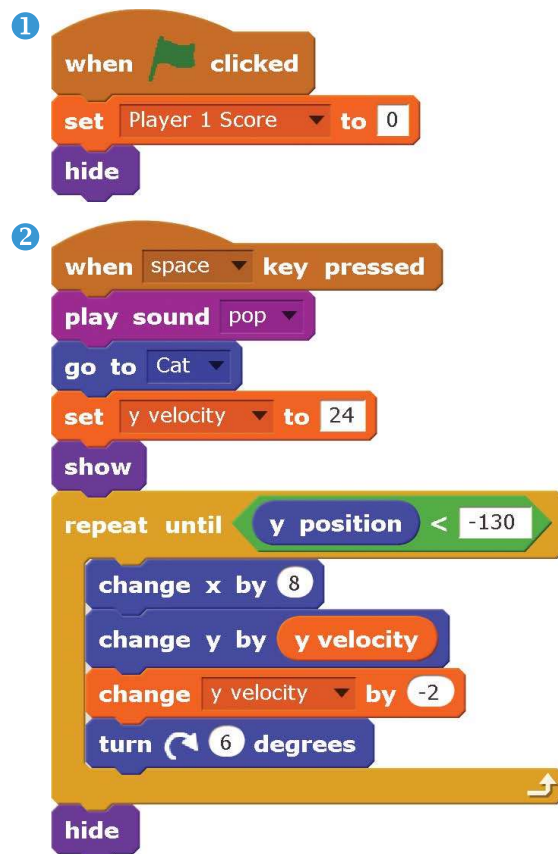 1
when clicked
set Player 1 Score to 0
hide
2
when space key pressed
play sound pop
go to Cat
set y velocity to 24
show
repeat until y position < -130
change x by 8
change y by y velocity
change y velocity by -2
turn 6 degrees
hide